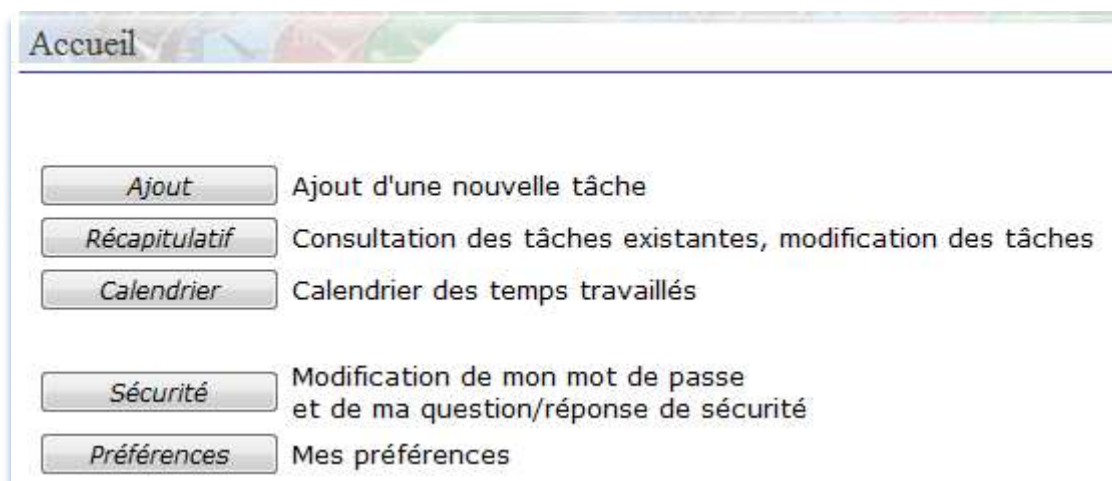 Accueil
Ajout Ajout d'une nouvelle tâche
Récapitulatif Consultation des tâches existantes, modification des tâches
Calendrier Calendrier des temps travaillés
Sécurité Modification de mon mot de passe
et de ma question/réponse de sécurité
Préférences Mes préférences